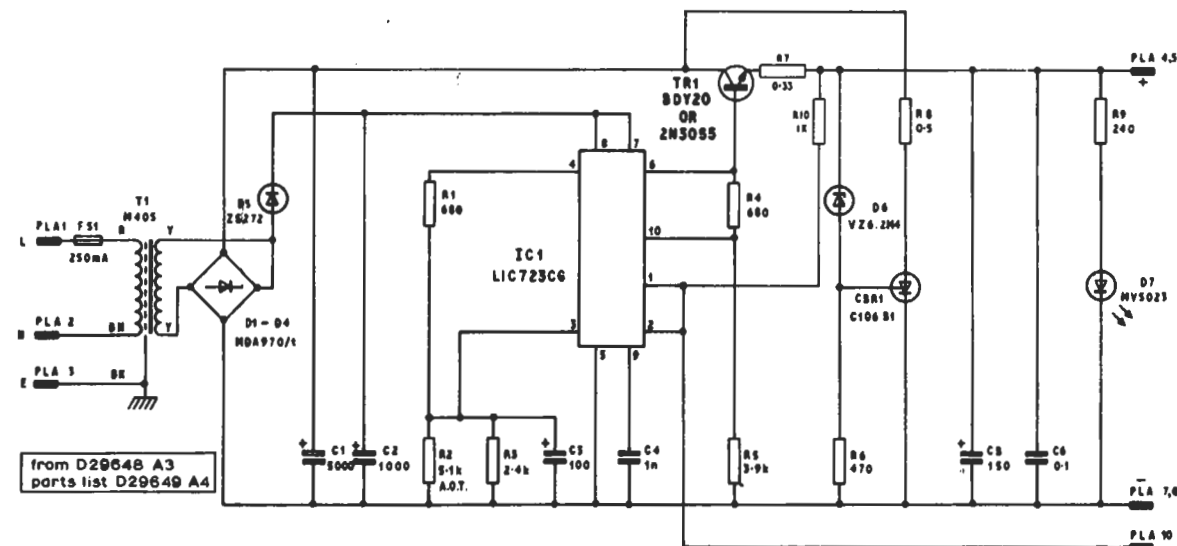 PLA 4,5
+
R7
0·33
TR1
BDY20
OR
2N3055
R10
1K
R8
0·5
R9
240
8
7
4
6
R1
680
R4
680
T1
M405
ZS272
PLA1
FS1
R
Y
L
250mA
IC1
LIC723CG
10
1
D6
VZ6.2M4
CSR1
C106 B1
D7
MV5023
N
PLA 2
BN
Y
D1-D4
MDA970/1
3
2
5
9
E
PLA 3
BK
from D29648 A3
parts list D29649 A4
+
C1
5000
+
C2
1000
R2
5·1k
A.O.T.
R3
2·4k
+
C3
100
C4
1n
R5
3·9k
R6
470
+
150
C6
0·1
-
PLA 7,8
PLA 10